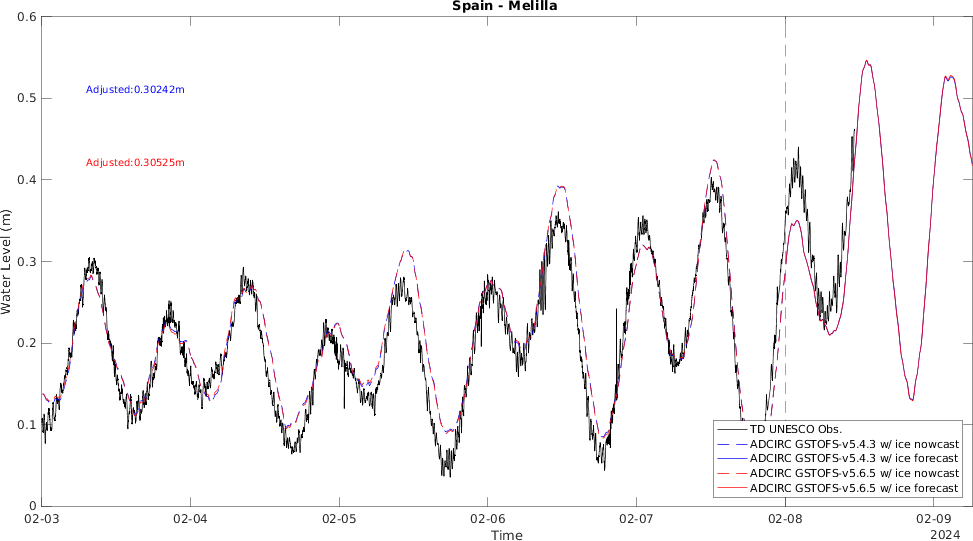 Spain - Melilla
0.6
0.5
0.4
0.3
0.2
0.1
0
Water Level (m)
Adjusted:0.30242m
Adjusted:0.30525m
TD UNESCO Obs.
ADCIRC GSTOFS-v5.4.3 w/ ice nowcast
ADCIRC GSTOFS-v5.4.3 w/ ice forecast
ADCIRC GSTOFS-v5.6.5 w/ ice nowcast
ADCIRC GSTOFS-v5.6.5 w/ ice forecast
02-03 02-04 02-05 02-06 02-07 02-08 02-09
Time
2024